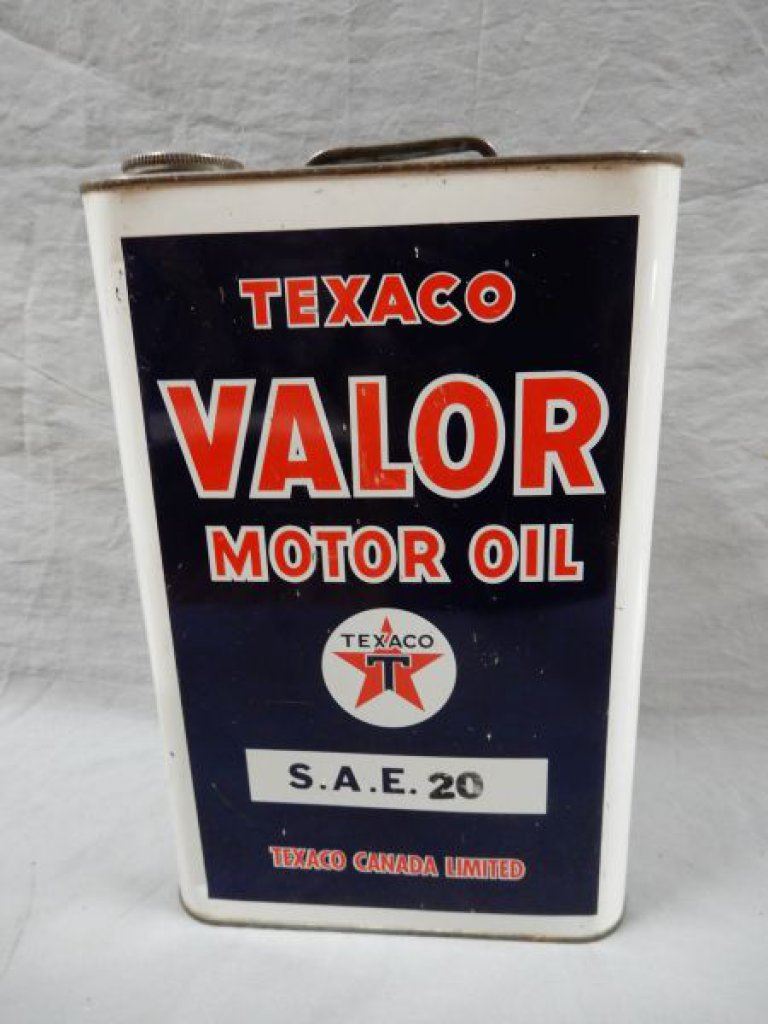 TEXACO
VALOR
MOTOR OIL
TEXACO
T
S.A.E. 20
TEXACO CANADA LIMITED